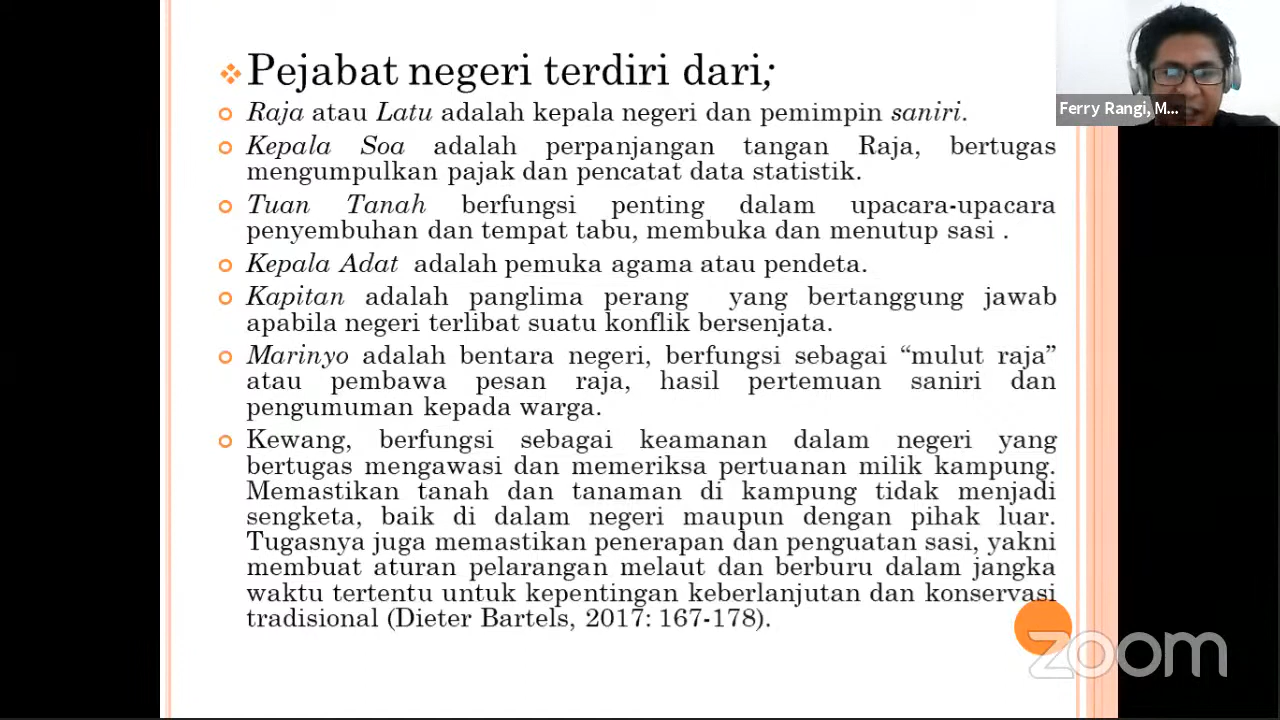 Pejabat negeri terdiri dari;
Raja atau Latu adalah kepala negeri dan pemimpin saniri.
Kepala Soa adalah perpanjangan tangan Raja, bertugas
mengumpulkan pajak dan pencatat data statistik.
Tuan Tanah berfungsi penting dalam upacara-upacara
penyembuhan dan tempat tabu, membuka dan menutup sasi .
Kepala Adat adalah pemuka agama atau pendeta.
Kapitan adalah panglima perang yang bertanggung jawab
apabila negeri terlibat suatu konflik bersenjata.
Marinyo adalah bentara negeri, berfungsi sebagai “mulut raja”
atau pembawa pesan raja, hasil pertemuan saniri dan
pengumuman kepada warga.
Kewang, berfungsi sebagai keamanan dalam negeri yang
bertugas mengawasi dan memeriksa pertuanan milik kampung.
Memastikan tanah dan tanaman di kampung tidak menjadi
sengketa, baik di dalam negeri maupun dengan pihak luar.
Tugasnya juga memastikan penerapan dan penguatan sasi, yakni
membuat aturan pelarangan melaut dan berburu dalam jangka
waktu tertentu untuk kepentingan keberlanjutan dan konservasi
tradisional (Dieter Bartels, 2017: 167-178).
Ferry Rangi, M...
zoom